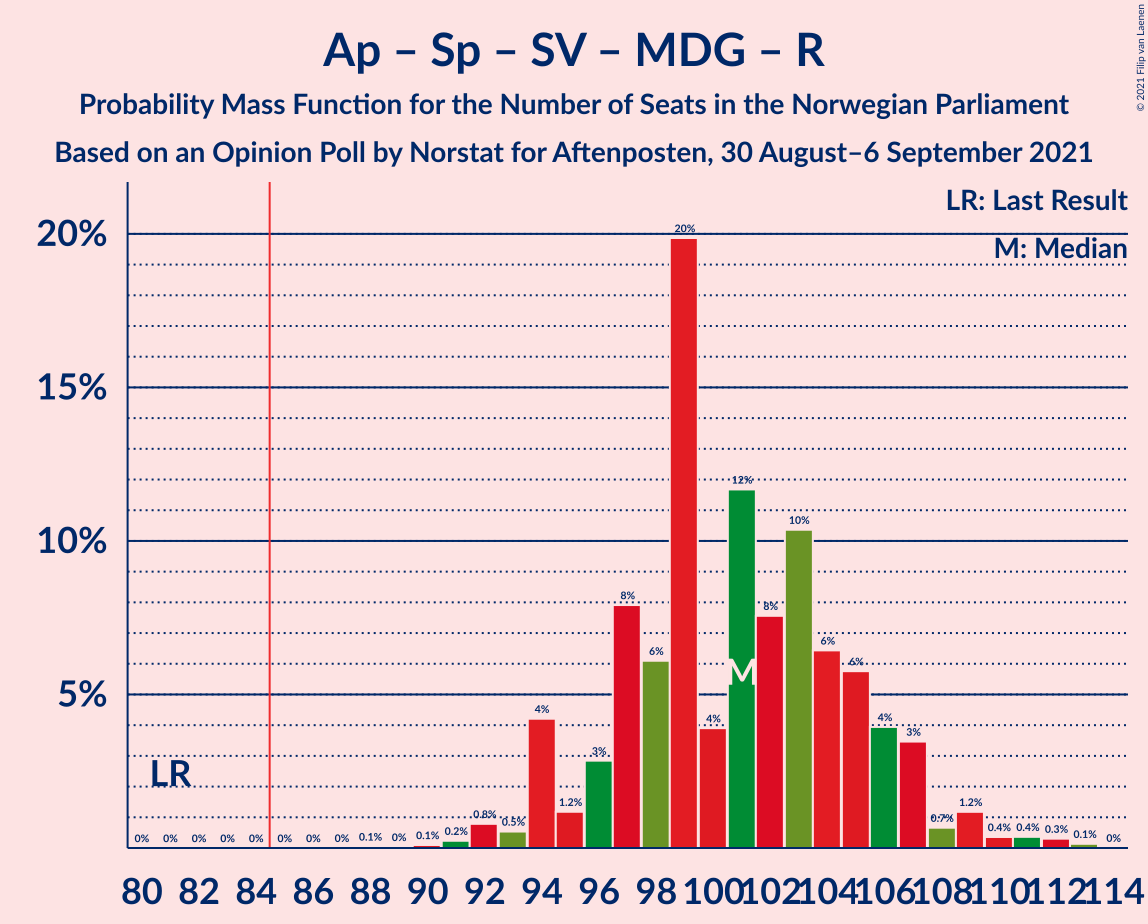 Ap – Sp – SV – MDG – R
Probability Mass Function for the Number of Seats in the Norwegian Parliament
Based on an Opinion Poll by Norstat for Aftenposten, 30 August–6 September 2021
© 2021 Filip van Laenen
LR: Last Result
M: Median
20%
15%
10%
5%
LR
M
0% 0% 0% 0% 0% 0% 0% 0% 0.1% 0% 0.1% 0.2% 0.8% 0.5% 4% 1.2% 3% 8% 6% 20% 4% 12% 8% 10% 6% 6% 4% 3% 0.7% 1.2% 0.4% 0.4% 0.3% 0.1% 0%
80 82 84 86 88 90 92 94 96 98 100 102 104 106 108 110 112 114